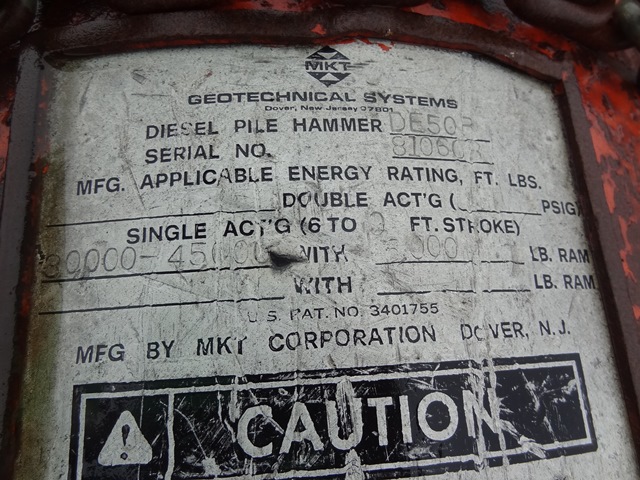 MKT
GEOTECHNICAL SYSTEMS
Dover, New Jersey 07801
DIESEL PILE HAMMER
SERIAL NO.
MFG. APPLICABLE ENERGY RATING, FT. LBS.
DOUBLE ACT'G ( PSIG
SINGLE ACT'G (6 TO FT. STROKE)
WITH LB. RAM
WITH LB. RAM
U.S. PAT. NO. 3401755
MFG BY MKT CORPORATION DOVER, N.J.
CAUTION